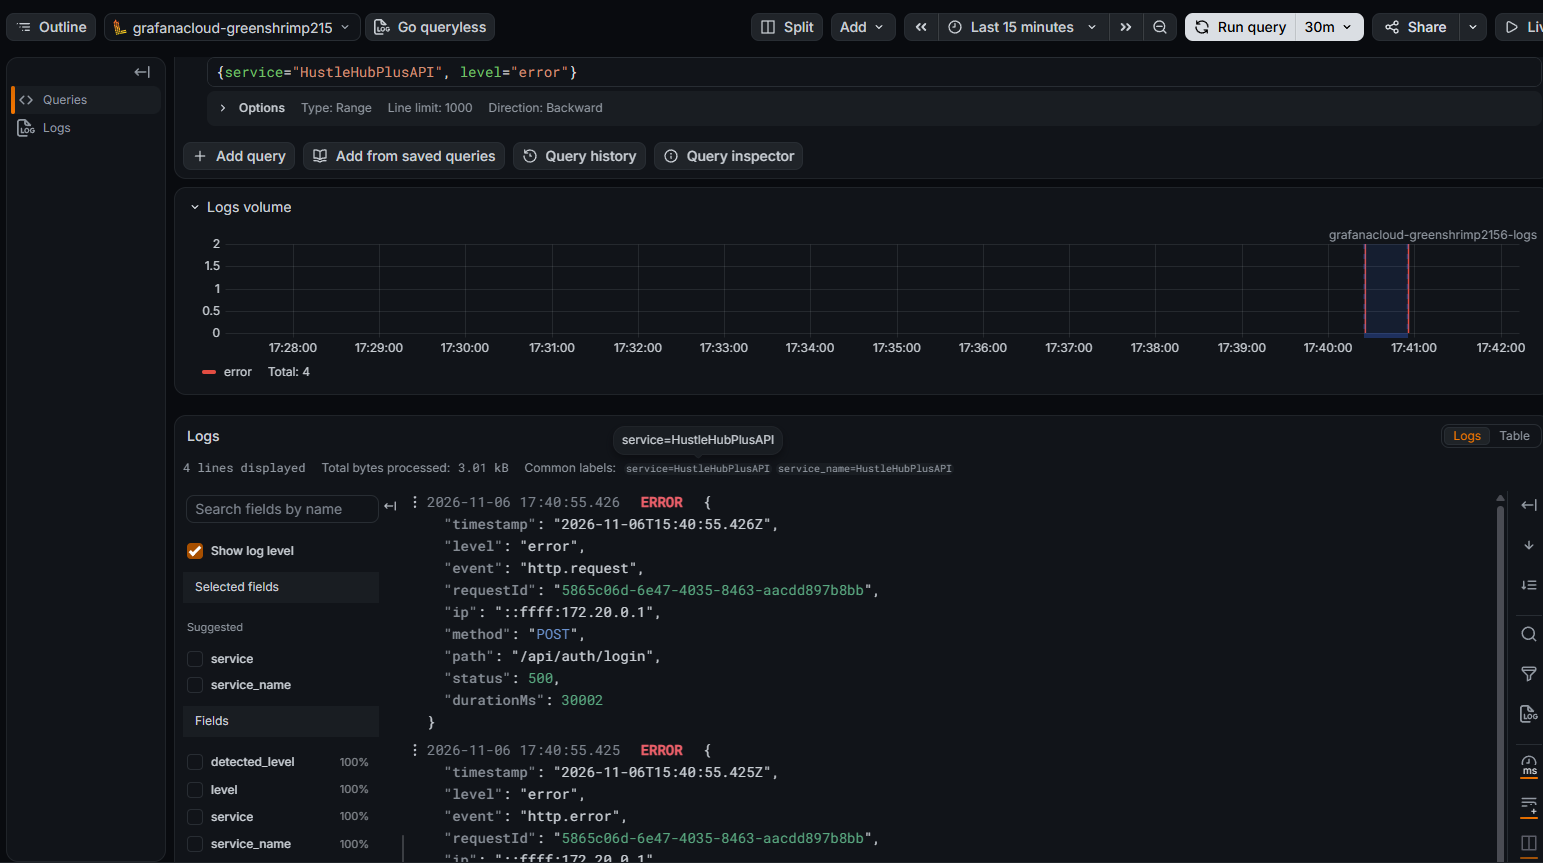 Outline
grafanacloud-greenshrimp215
Go queryless
Split
Add
Last 15 minutes
Run query
30m
Share
Queries
Logs
{service="HustleHubPlusAPI", level="error"}
Options Type: Range Line limit: 1000 Direction: Backward
Add query
Add from saved queries
Query history
Query inspector
Logs volume
grafanacloud-greenshrimp2156-logs
2
1.5
1
0.5
0
17:28:00 17:29:00 17:30:00 17:31:00 17:32:00 17:33:00 17:34:00 17:35:00 17:36:00 17:37:00 17:38:00 17:39:00 17:40:00 17:41:00 17:42:00
error Total: 4
Logs
service=HustleHubPlusAPI
Logs Table
4 lines displayed Total bytes processed: 3.01 kB Common labels: service=HustleHubPlusAPI service_name=HustleHubPlusAPI
Search fields by name
Show log level
Selected fields
Suggested
service
service_name
Fields
detected_level 100%
level 100%
service 100%
service_name 100%
2026-11-06 17:40:55.426 ERROR {
"timestamp": "2026-11-06T15:40:55.426Z",
"level": "error",
"event": "http.request",
"requestId": "5865c06d-6e47-4035-8463-aacdd897b8bb",
"ip": "::ffff:172.20.0.1",
"method": "POST",
"path": "/api/auth/login",
"status": 500,
"durationMs": 30002
}
2026-11-06 17:40:55.425 ERROR {
"timestamp": "2026-11-06T15:40:55.425Z",
"level": "error",
"event": "http.error",
"requestId": "5865c06d-6e47-4035-8463-aacdd897b8bb",
"ip": "::ffff:172.20.0.1"
LOG
ms